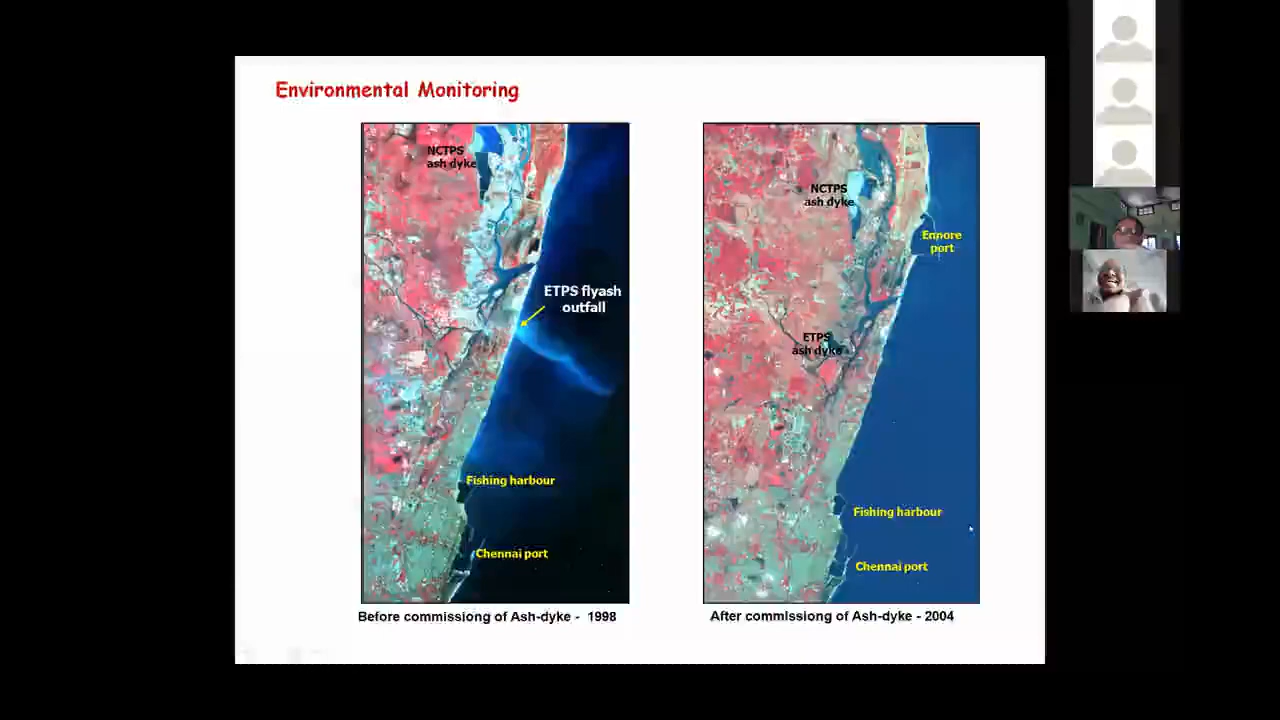 Environmental Monitoring
NCTPS
ash dyke
ETPS flyash
outfall
Fishing harbour
Chennai port
Before commissiong of Ash-dyke - 1998
NCTPS
ash dyke
Ennore
port
ETPS
ash dyke
Fishing harbour
Chennai port
After commissiong of Ash-dyke - 2004